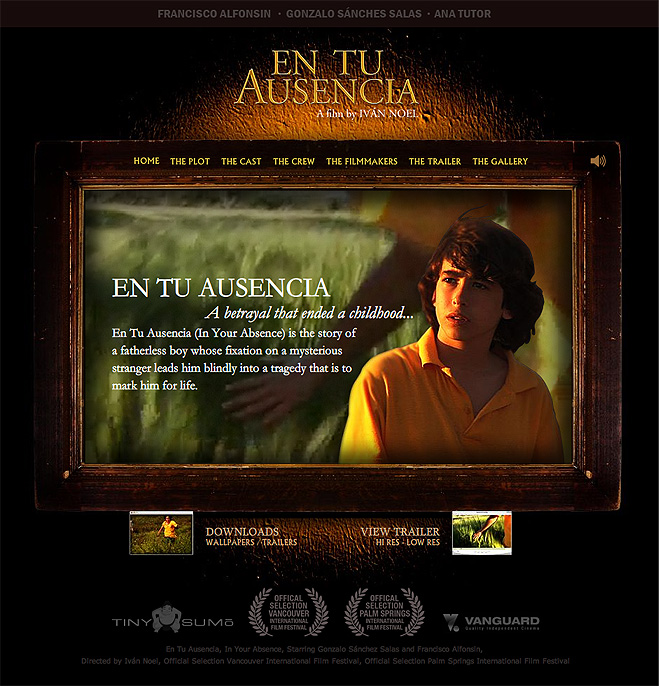 FRANCISCO ALFONSIN · GONZALO SÁNCHES SALAS · ANA TUTOR
EN TU
AUSENCIA
A film by IVÁN NOEL
HOME THE PLOT THE CAST THE CREW THE FILMMAKERS THE TRAILER THE GALLERY
EN TU AUSENCIA
A betrayal that ended a childhood...
En Tu Ausencia (In Your Absence) is the story of
a fatherless boy whose fixation on a mysterious
stranger leads him blindly into a tragedy that is to
mark him for life.
DOWNLOADS
WALLPAPERS / TRAILERS
VIEW TRAILER
HI RES - LOW RES
TINY SUMO
OFFICIAL
SELECTION
VANCOUVER
INTERNATIONAL
FILM FESTIVAL
OFFICIAL
SELECTION
PALM SPRINGS
INTERNATIONAL
FILM FESTIVAL
VANGUARD
Quality Independent Cinema
En Tu Ausencia, In Your Absence, Starring Gonzalo Sánchez Salas and Francisco Alfonsin,
Directed by Iván Noel, Official Selection Vancouver International Film Festival, Official Selection Palm Springs International Film Festival